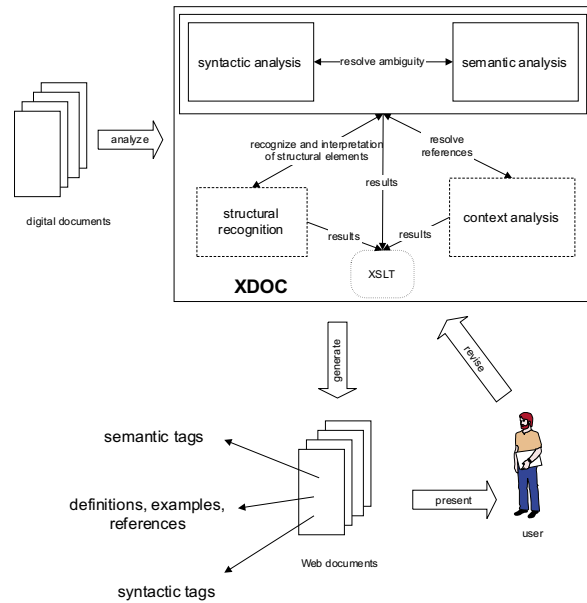 syntactic analysis
resolve ambiguity
semantic analysis
analyze
recognize and interpretation
of structural elements
resolve
references
digital documents
structural
recognition
results
context analysis
results
results
XSLT
XDOC
generate
revise
semantic tags
definitions, examples,
references
present
user
Web documents
syntactic tags